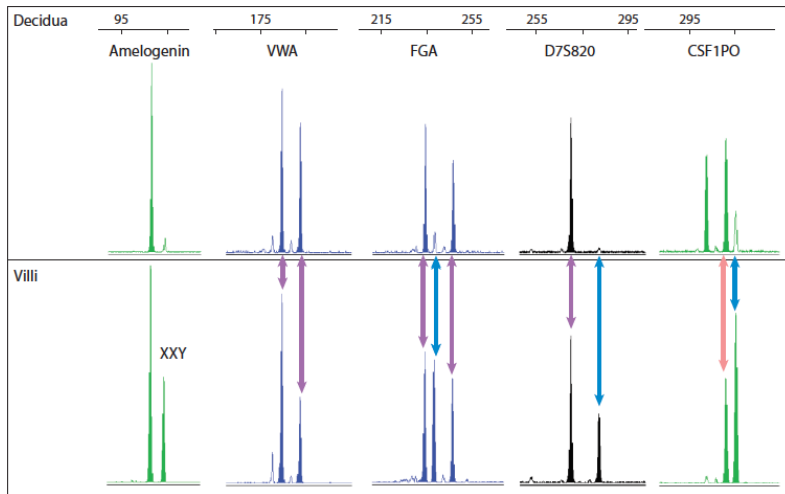 Decidua 95 175 215 255 255 295 295
Amelogenin VWA FGA D7S820 CSF1PO
Villi
XXY